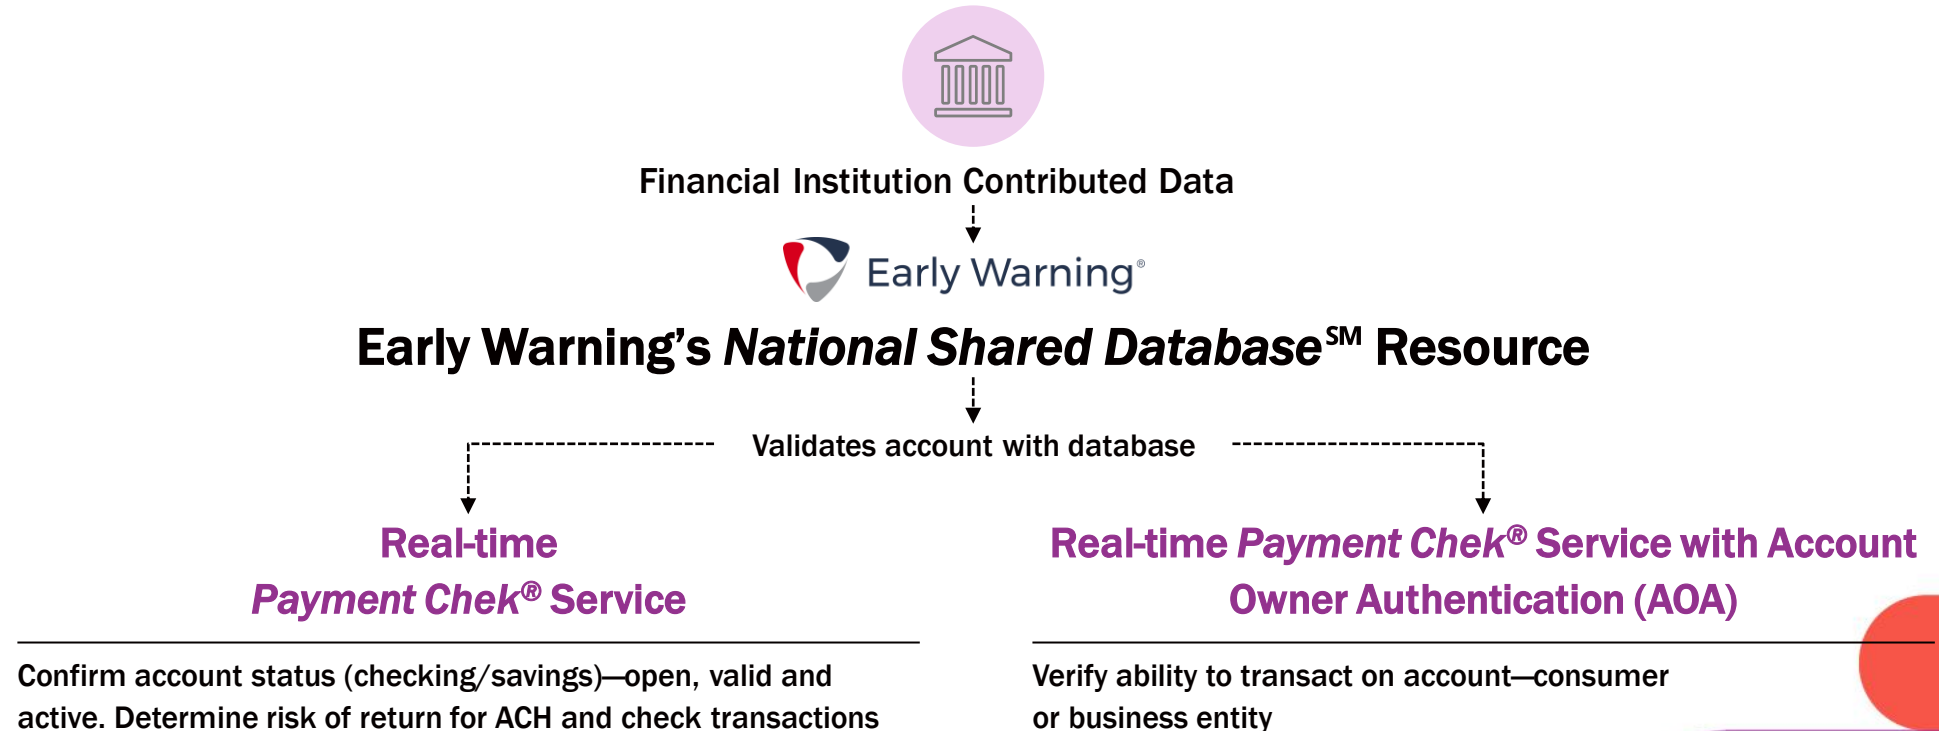 Financial Institution Contributed Data
Early Warning®
Early Warning’s National Shared Database℠ Resource
Validates account with database
Real-time
Payment Chek® Service
Confirm account status (checking/savings)—open, valid and
active. Determine risk of return for ACH and check transactions
Real-time Payment Chek® Service with Account
Owner Authentication (AOA)
Verify ability to transact on account—consumer
or business entity